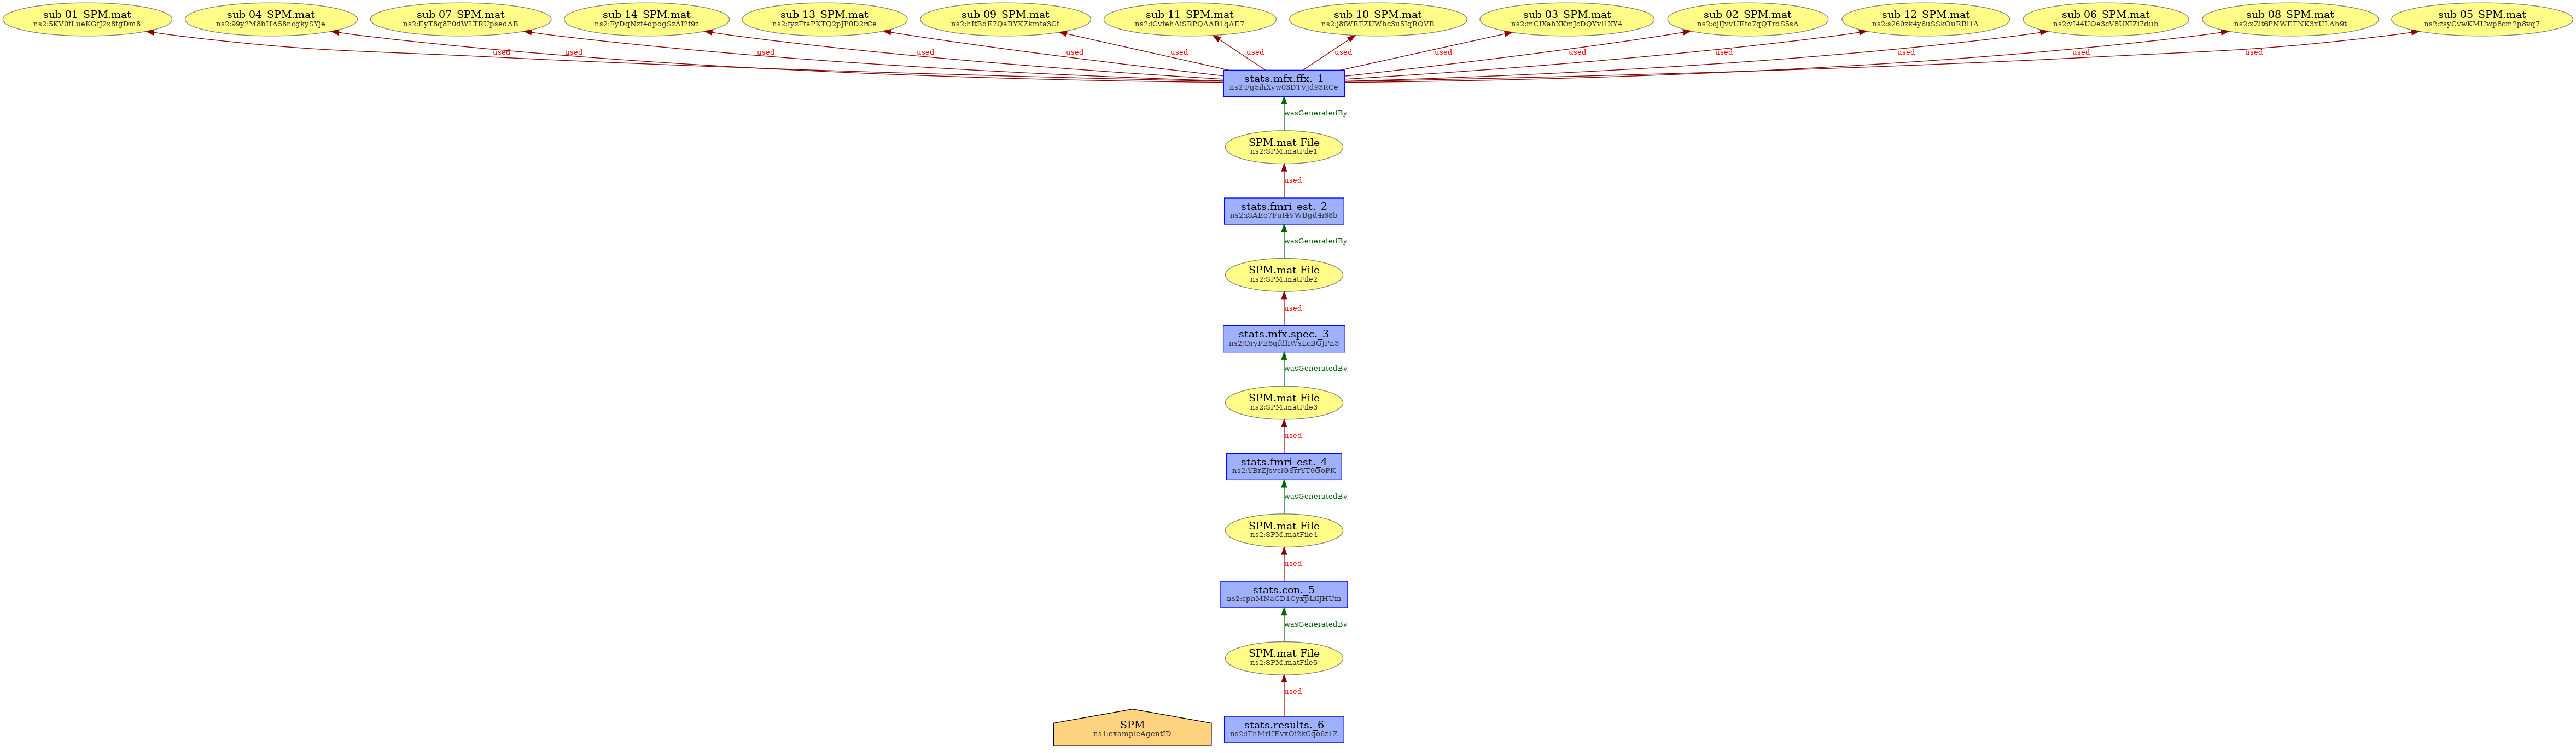 sub-01_SPM.mat
ns2:5KV0fLueKGfJ2x8fgDm8
sub-04_SPM.mat
ns2:99y2M8bHA58ncgkySYje
sub-07_SPM.mat
ns2:EyT8q8P0dWLTRUpsedAB
sub-14_SPM.mat
ns2:FyDqNzt4dpogSzAI2f9z
sub-13_SPM.mat
ns2:fyzFtaPKTQ2pJP0D2rCe
sub-09_SPM.mat
ns2:hItBdE7QaBYKZkmfa3Ct
sub-11_SPM.mat
ns2:iCvfehAiSRPQAAB1qAE7
sub-10_SPM.mat
ns2:j8iWEFZUWhc3u5IqRQVB
sub-03_SPM.mat
ns2:mCIXahXKmJcDQYvl1XY4
sub-02_SPM.mat
ns2:ojIJvvUEfo7qQTrdS5sA
sub-12_SPM.mat
ns2:s260zk4y6uSSkOuRRl1A
sub-06_SPM.mat
ns2:vI44UQe3cV8UXIZi7dub
sub-08_SPM.mat
ns2:xZlt6PNWETNK3xULAh9t
sub-05_SPM.mat
ns2:zsyCvwKMUwp8cm2p8vq7
used
used
used
used
used
used
used
used
used
used
used
used
used
used
stats.mfx.ffx._1
ns2:Fg5ihXvw03DTVJd93RCe
wasGeneratedBy
SPM.mat File
ns2:SPM.matFile1
used
stats.fmri_est._2
ns2:iSAEo7FuI4VWBgd4i68b
wasGeneratedBy
SPM.mat File
ns2:SPM.matFile2
used
stats.mfx.spec._3
ns2:OryFE6qfdhWsLcBGJPn3
wasGeneratedBy
SPM.mat File
ns2:SPM.matFile3
used
stats.fmri_est._4
ns2:YBrZJsvclGSrrYT9GoPK
wasGeneratedBy
SPM.mat File
ns2:SPM.matFile4
used
stats.con._5
ns2:cphMNaCD1CyxpLiIJHUm
wasGeneratedBy
SPM.mat File
ns2:SPM.matFile5
used
SPM
ns1:exampleAgentID
stats.results._6
ns2:iThMrUEvxOi2kCqo6z1Z